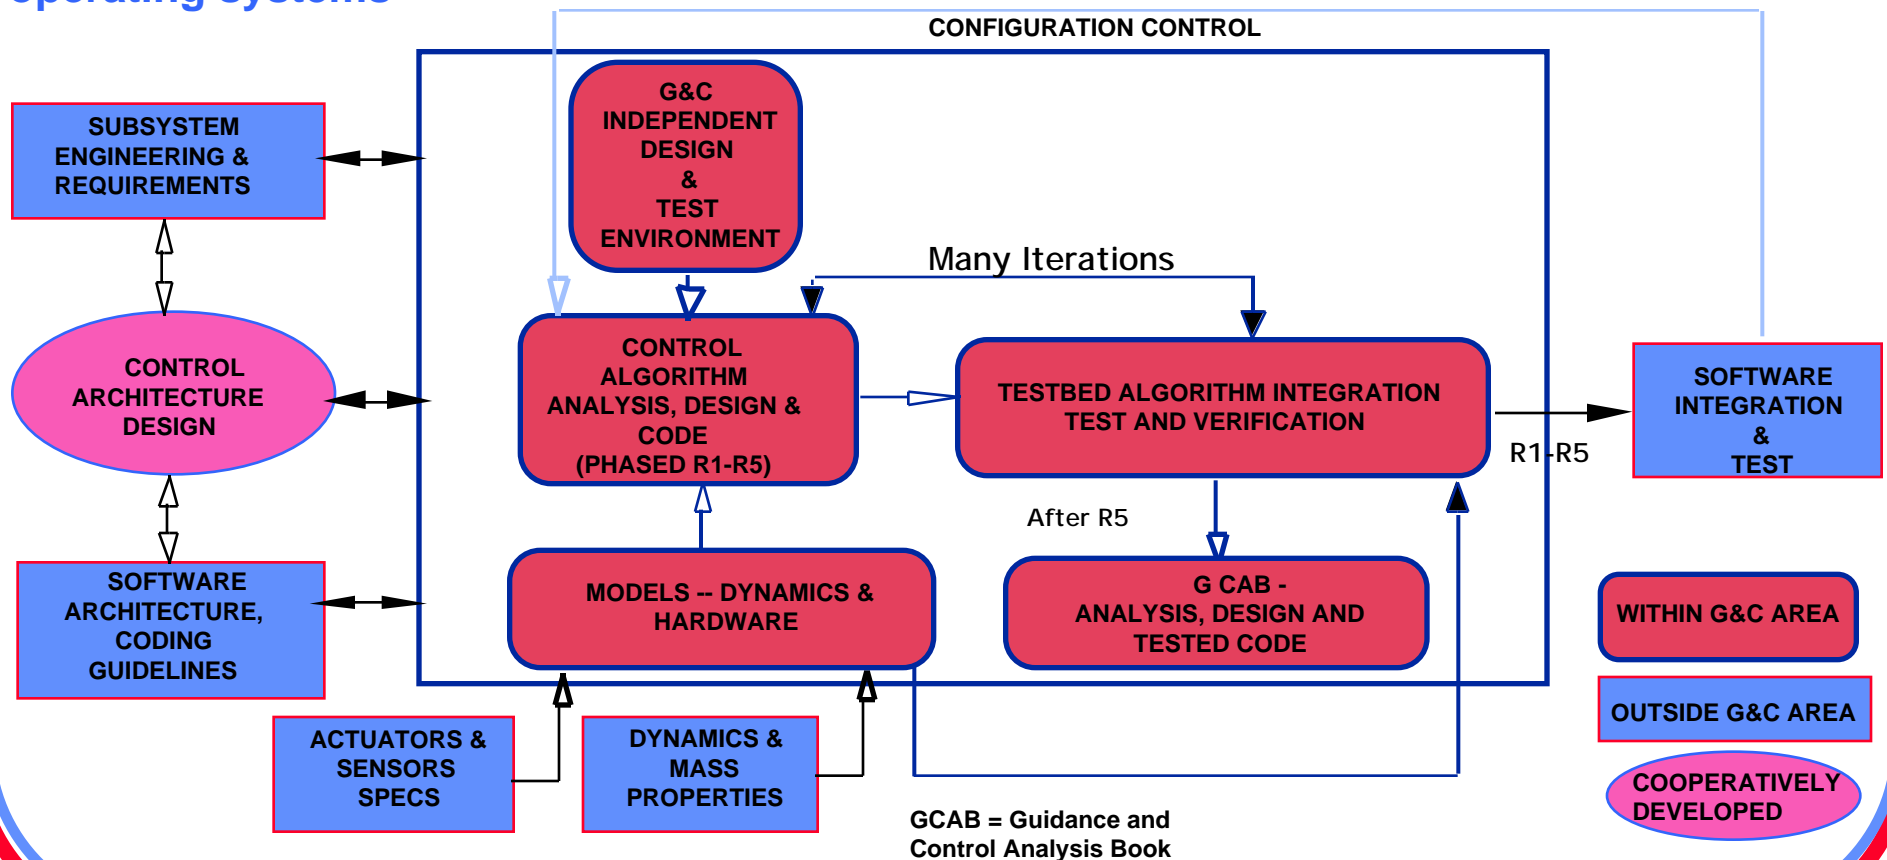 operating systems
CONFIGURATION CONTROL
G&C
INDEPENDENT
DESIGN
&
TEST
ENVIRONMENT
SUBSYSTEM
ENGINEERING &
REQUIREMENTS
Many Iterations
CONTROL
ARCHITECTURE
DESIGN
CONTROL
ALGORITHM
ANALYSIS, DESIGN &
CODE
(PHASED R1-R5)
TESTBED ALGORITHM INTEGRATION
TEST AND VERIFICATION
R1-R5
SOFTWARE
INTEGRATION
&
TEST
After R5
SOFTWARE
ARCHITECTURE,
CODING
GUIDELINES
MODELS -- DYNAMICS &
HARDWARE
G CAB -
ANALYSIS, DESIGN AND
TESTED CODE
WITHIN G&C AREA
OUTSIDE G&C AREA
COOPERATIVELY
DEVELOPED
ACTUATORS &
SENSORS
SPECS
DYNAMICS &
MASS
PROPERTIES
GCAB = Guidance and
Control Analysis Book